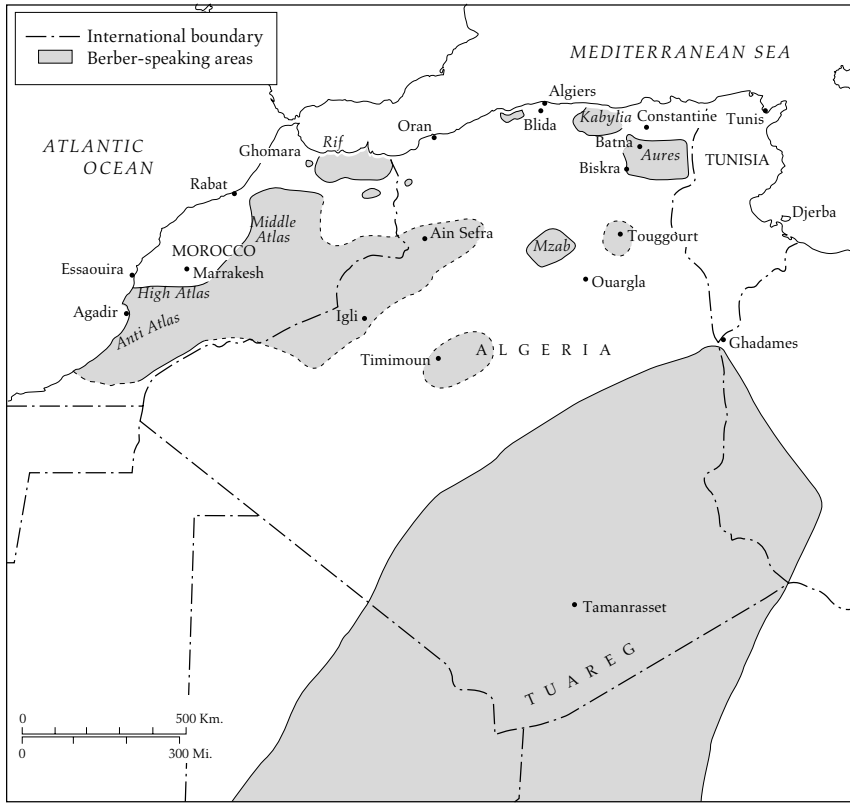 International boundary
Berber-speaking areas
MEDITERRANEAN SEA
ATLANTIC
OCEAN
Algiers
Blida
Kabylia
Constantine
Tunis
Oran
Rif
Ghomara
Batna
Aures
TUNISIA
Biskra
Rabat
Djerba
Middle
Atlas
Ain Sefra
Mzab
Touggourt
MOROCCO
Marrakesh
Essaouira
Ouargla
High Atlas
Agadir
Anti Atlas
Igli
Timimoun
ALGERIA
Ghadames
Tamanrasset
TUAREG
0 500 Km.
0 300 Mi.